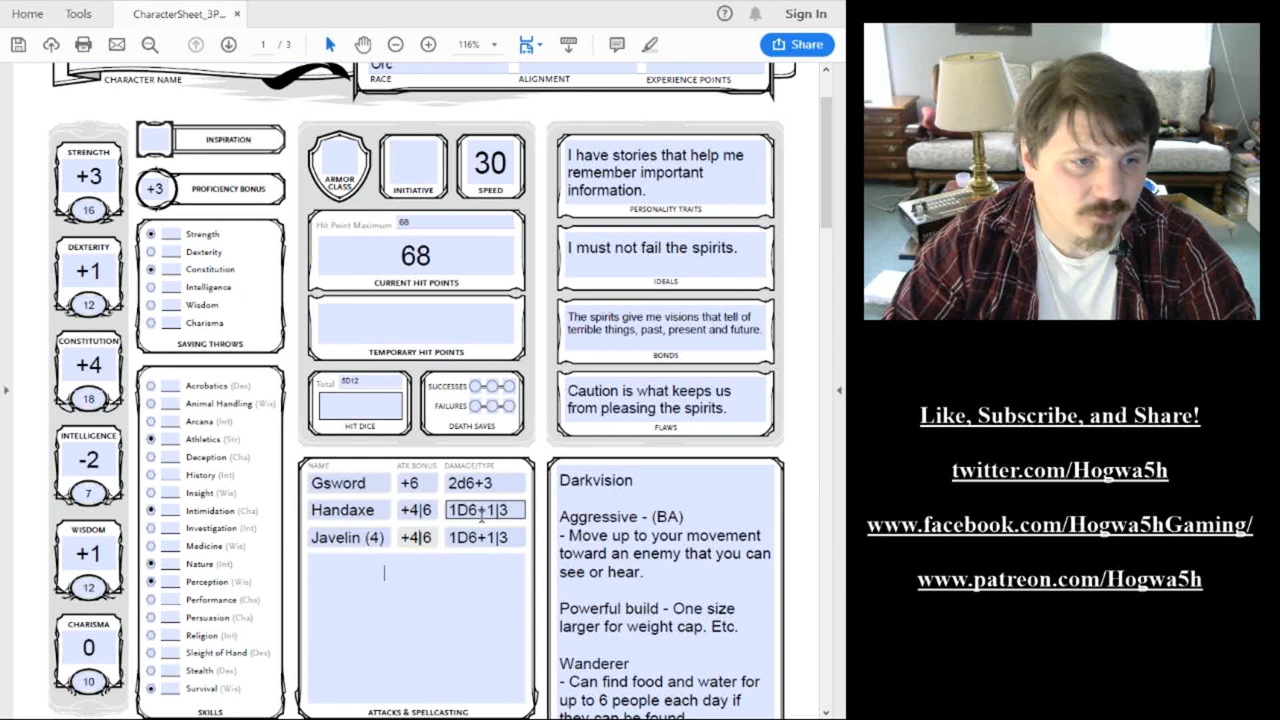 Home
Tools
CharacterSheet_3P...
×
Sign In
1 / 3
116%
Share
CHARACTER NAME
Orc
RACE
ALIGNMENT
EXPERIENCE POINTS
STRENGTH
+3
16
DEXTERITY
+1
12
CONSTITUTION
+4
18
INTELLIGENCE
-2
7
WISDOM
+1
12
CHARISMA
0
10
INSPIRATION
+3
PROFICIENCY BONUS
Strength
Dexterity
Constitution
Intelligence
Wisdom
Charisma
SAVING THROWS
Acrobatics (Dex)
Animal Handling (Wis)
Arcana (Int)
Athletics (Str)
Deception (Cha)
History (Int)
Insight (Wis)
Intimidation (Cha)
Investigation (Int)
Medicine (Wis)
Nature (Int)
Perception (Wis)
Performance (Cha)
Persuasion (Cha)
Religion (Int)
Sleight of Hand (Dex)
Stealth (Dex)
Survival (Wis)
SKILLS
ARMOR
CLASS
INITIATIVE
30
SPEED
Hit Point Maximum 68
68
CURRENT HIT POINTS
TEMPORARY HIT POINTS
Total 5D12
HIT DICE
SUCCESSES
FAILURES
DEATH SAVES
NAME ATK BONUS DAMAGE/TYPE
Gsword +6 2d6+3
Handaxe +4|6 1D6+1|3
Javelin (4) +4|6 1D6+1|3
ATTACKS & SPELLCASTING
I have stories that help me
remember important
information.
PERSONALITY TRAITS
I must not fail the spirits.
IDEALS
The spirits give me visions that tell of
terrible things, past, present and future.
BONDS
Caution is what keeps us
from pleasing the spirits.
FLAWS
Darkvision
Aggressive - (BA)
- Move up to your movement
toward an enemy that you can
see or hear.
Powerful build - One size
larger for weight cap. Etc.
Wanderer
- Can find food and water for
up to 6 people each day if
they can be found
Like, Subscribe, and Share!
twitter.com/Hogwa5h
www.facebook.com/Hogwa5hGaming/
www.patreon.com/Hogwa5h